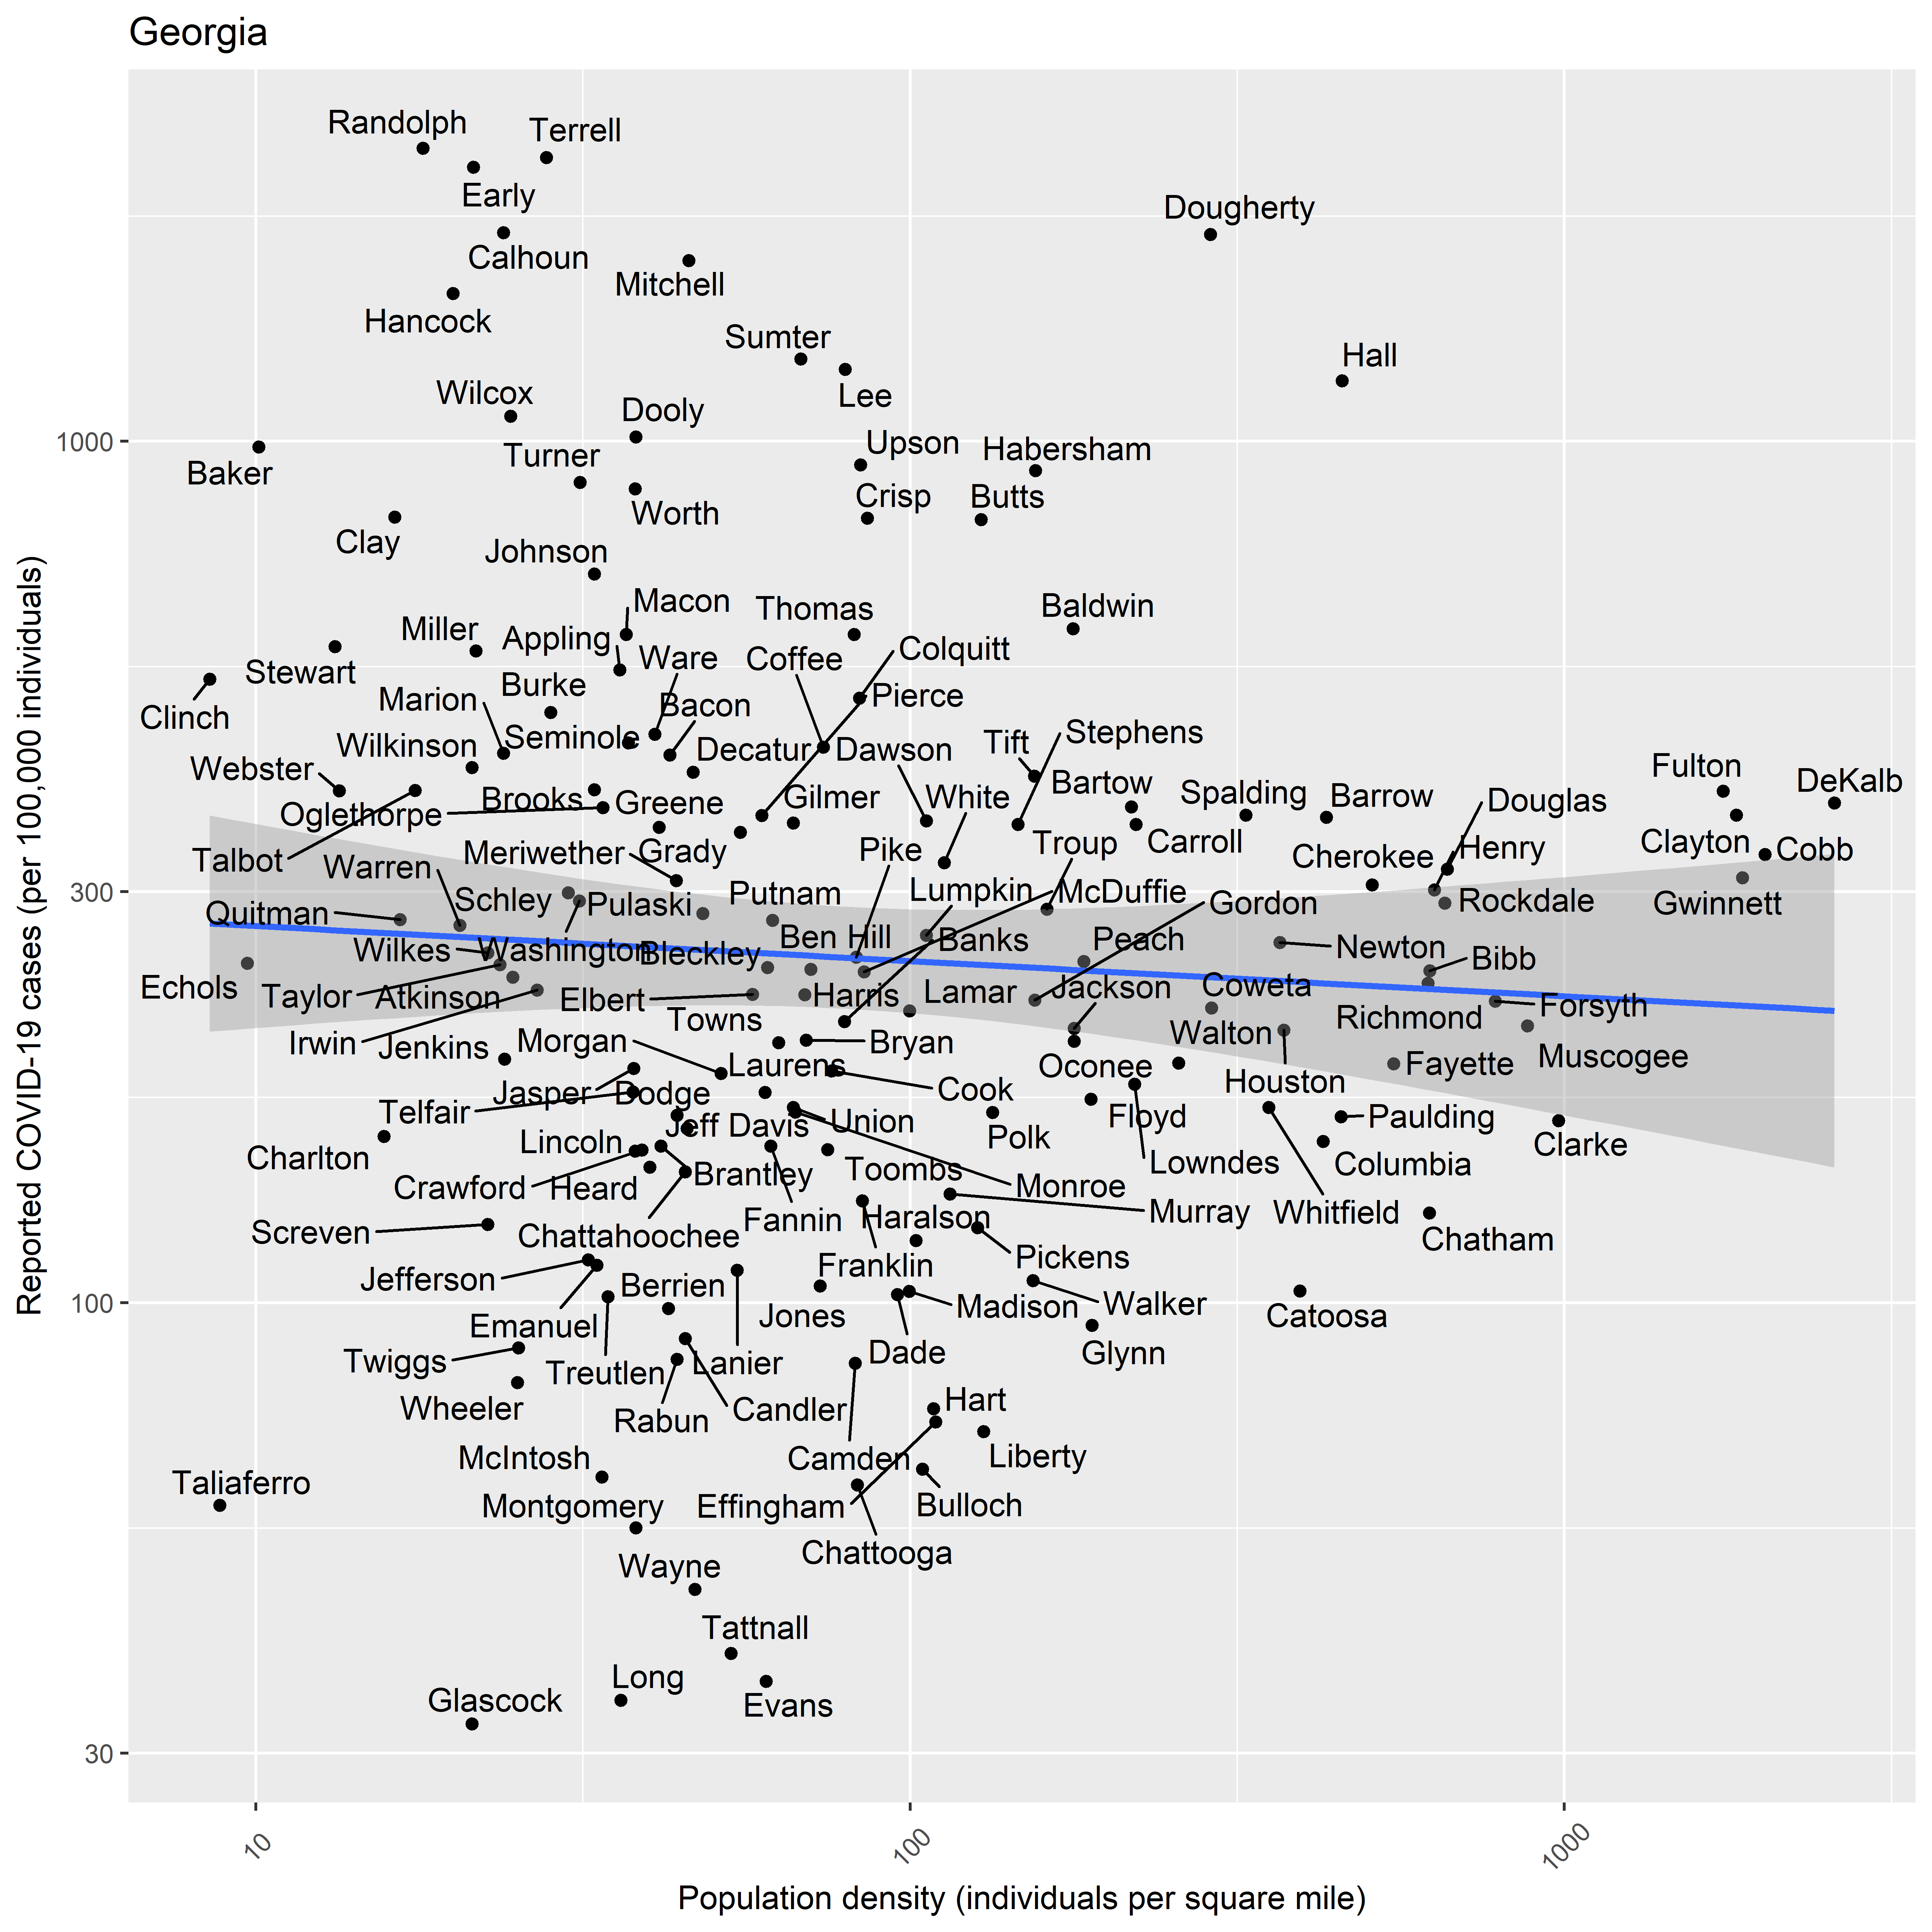 Georgia
Randolph
Terrell
Early
Dougherty
Calhoun
Mitchell
Hancock
Sumter
Hall
Wilcox
Lee
Dooly
Upson
Habersham
1000
Turner
Baker
Crisp
Butts
Worth
Clay
Johnson
Macon
Thomas
Baldwin
Miller
Appling
Colquitt
Ware
Coffee
Stewart
Burke
Pierce
Marion
Bacon
Clinch
Stephens
Seminole
Tift
Wilkinson
Decatur
Dawson
Webster
Fulton
DeKalb
Bartow
Spalding
Barrow
Douglas
Brooks
Greene
Gilmer
White
Oglethorpe
Carroll
Clayton
Cobb
Talbot
Meriwether
Grady
Pike
Troup
Cherokee
Henry
Warren
300
Schley
Pulaski
Putnam
Lumpkin
McDuffie
Gordon
Rockdale
Gwinnett
Quitman
Wilkes
Washington
Bleckley
Ben Hill
Banks
Peach
Newton
Bibb
Echols
Taylor
Atkinson
Elbert
Harris
Lamar
Jackson
Coweta
Forsyth
Irwin
Towns
Richmond
Jenkins
Morgan
Bryan
Walton
Muscogee
Laurens
Oconee
Fayette
Jasper
Dodge
Cook
Houston
Telfair
Jeff Davis
Union
Floyd
Paulding
Charlton
Lincoln
Polk
Clarke
Crawford
Heard
Brantley
Toombs
Monroe
Lowndes
Columbia
Screven
Chattahoochee
Fannin
Haralson
Murray
Whitfield
Chatham
Jefferson
Berrien
Franklin
Pickens
100
Emanuel
Jones
Madison
Walker
Catoosa
Twiggs
Treutlen
Lanier
Dade
Glynn
Wheeler
Rabun
Candler
Hart
McIntosh
Camden
Liberty
Taliaferro
Montgomery
Effingham
Bulloch
Chattooga
Wayne
Tattnall
Long
Glascock
Evans
30
10
100
1000
Population density (individuals per square mile)
Reported COVID-19 cases (per 100,000 individuals)